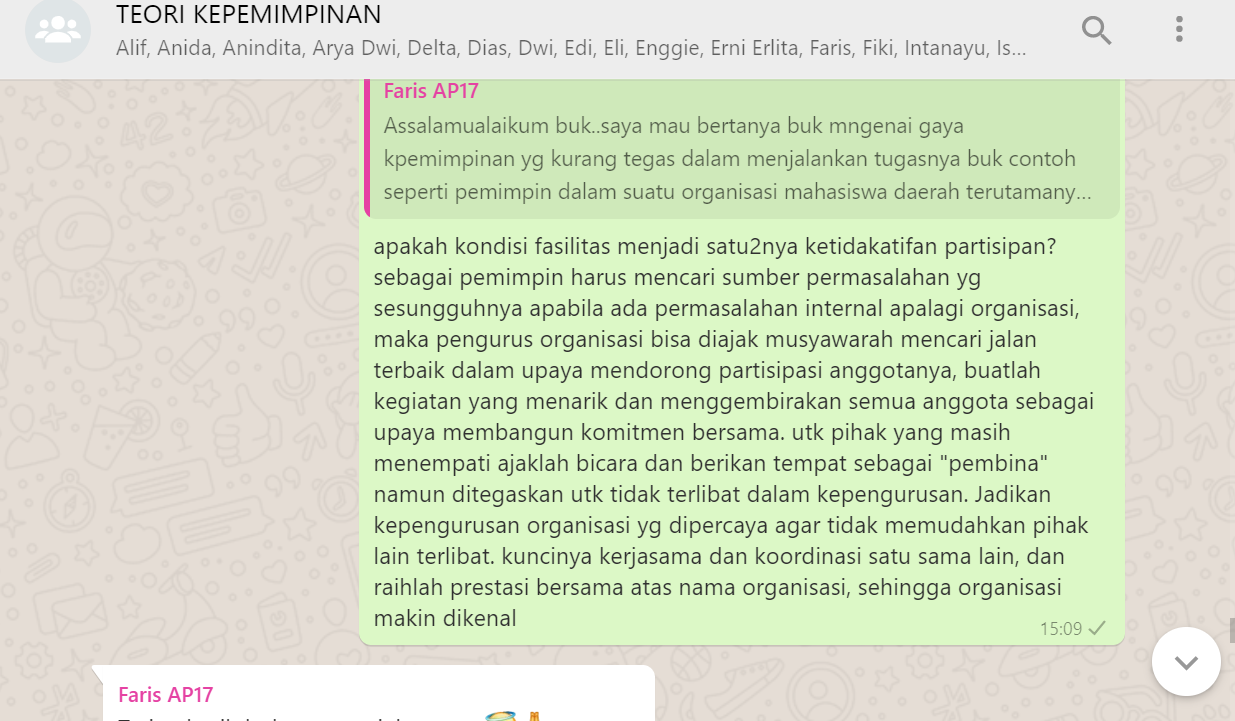 TEORI KEPEMIMPINAN
Alif, Anida, Anindita, Arya Dwi, Delta, Dias, Dwi, Edi, Eli, Enggie, Erni Erlita, Faris, Fiki, Intanayu, Is...
Faris AP17
Assalamualaikum buk..saya mau bertanya buk mngenai gaya
kpemimpinan yg kurang tegas dalam menjalankan tugasnya buk contoh
seperti pemimpin dalam suatu organisasi mahasiswa daerah terutamany...
apakah kondisi fasilitas menjadi satu2nya ketidakatifan partisipan?
sebagai pemimpin harus mencari sumber permasalahan yg
sesungguhnya apabila ada permasalahan internal apalagi organisasi,
maka pengurus organisasi bisa diajak musyawarah mencari jalan
terbaik dalam upaya mendorong partisipasi anggotanya, buatlah
kegiatan yang menarik dan menggembirakan semua anggota sebagai
upaya membangun komitmen bersama. utk pihak yang masih
menempati ajaklah bicara dan berikan tempat sebagai "pembina"
namun ditegaskan utk tidak terlibat dalam kepengurusan. Jadikan
kepengurusan organisasi yg dipercaya agar tidak memudahkan pihak
lain terlibat. kuncinya kerjasama dan koordinasi satu sama lain, dan
raihlah prestasi bersama atas nama organisasi, sehingga organisasi
makin dikenal
15:09
Faris AP17